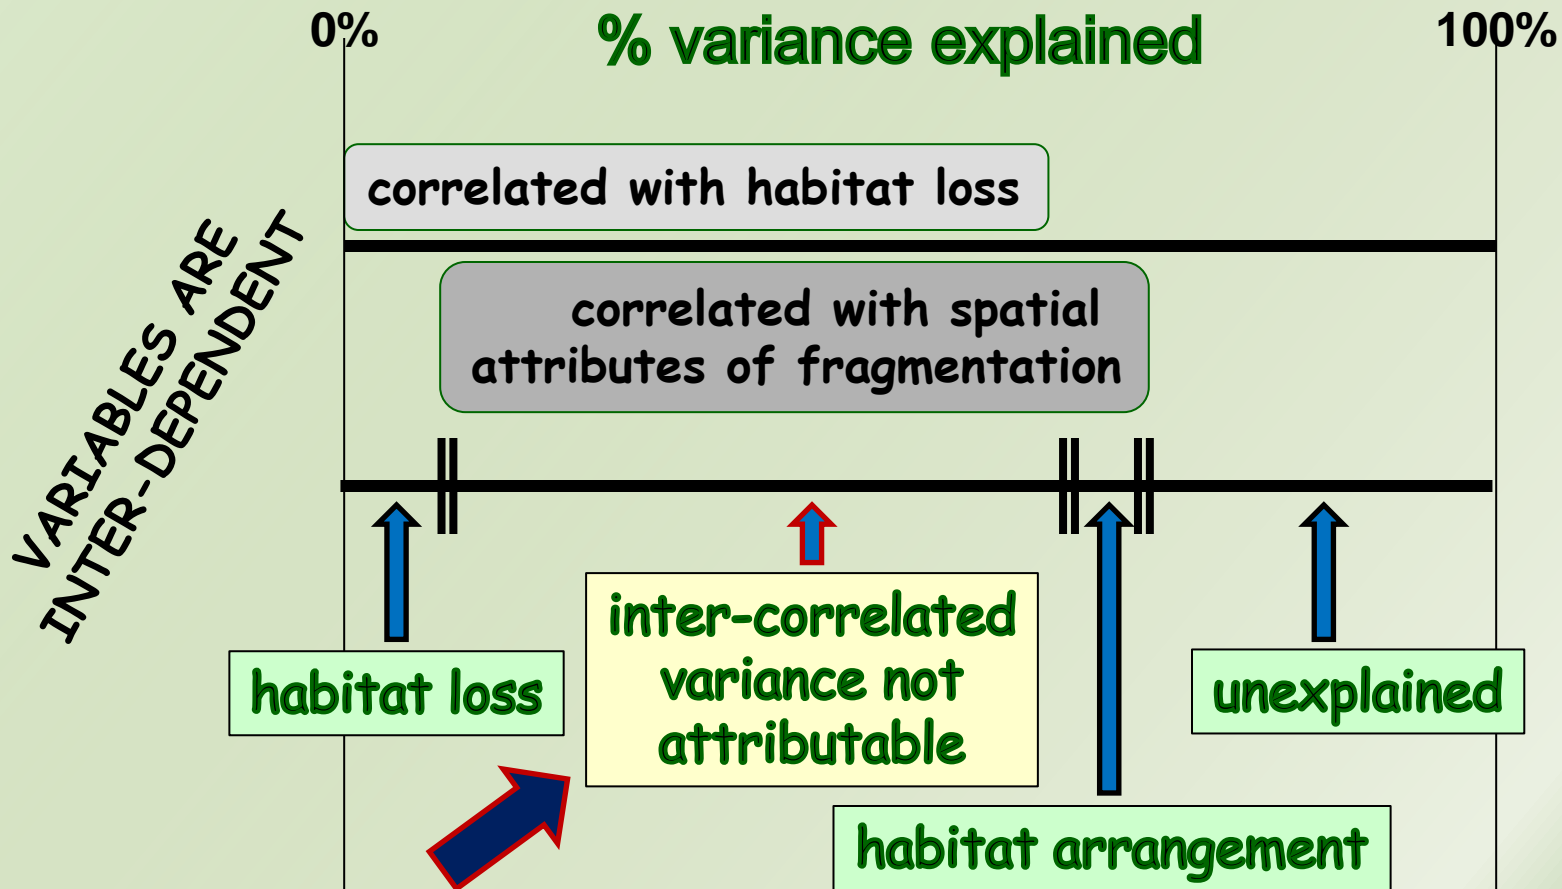 0%
% variance explained
100%
correlated with habitat loss
VARIABLES ARE
INTER-DEPENDENT
correlated with spatial
attributes of fragmentation
inter-correlated
variance not
attributable
habitat loss
unexplained
habitat arrangement